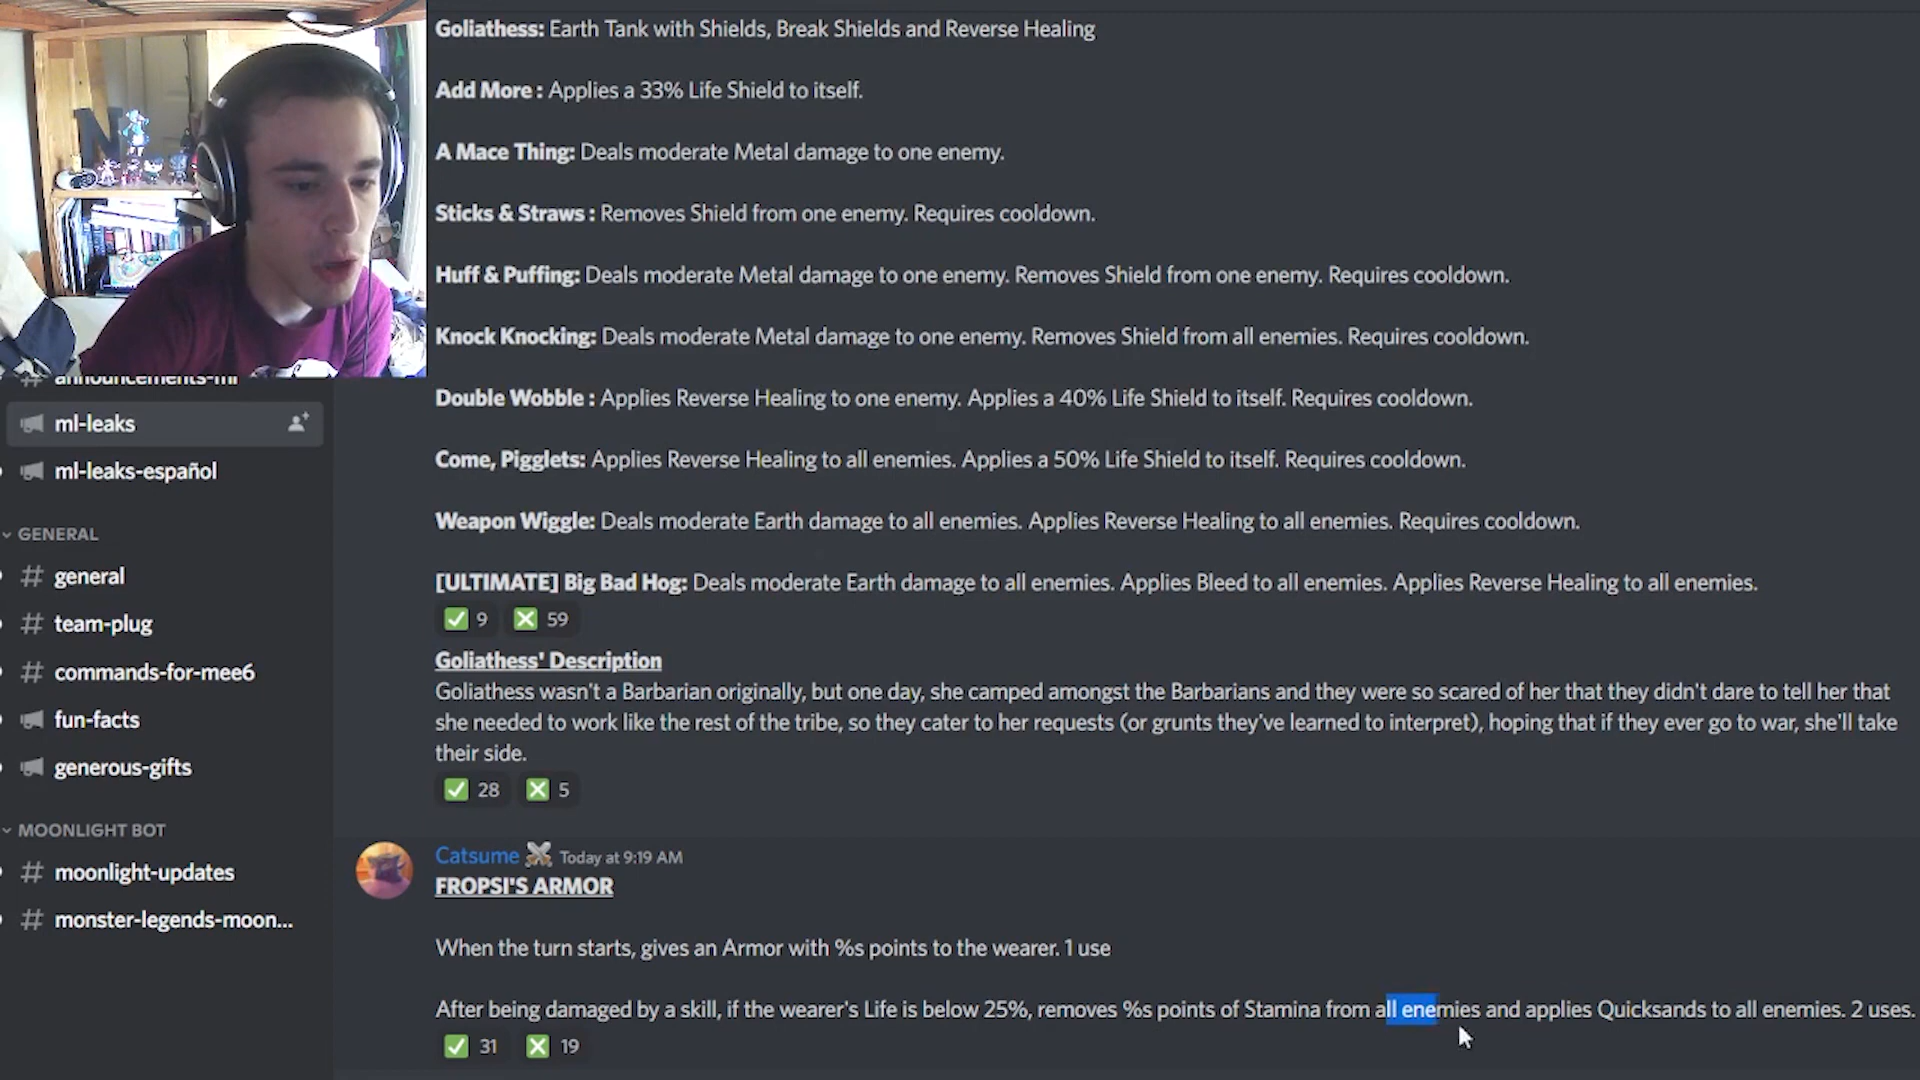 Goliathess: Earth Tank with Shields, Break Shields and Reverse Healing
Add More : Applies a 33% Life Shield to itself.
A Mace Thing: Deals moderate Metal damage to one enemy.
Sticks & Straws : Removes Shield from one enemy. Requires cooldown.
Huff & Puffing: Deals moderate Metal damage to one enemy. Removes Shield from one enemy. Requires cooldown.
Knock Knocking: Deals moderate Metal damage to one enemy. Removes Shield from all enemies. Requires cooldown.
Double Wobble : Applies Reverse Healing to one enemy. Applies a 40% Life Shield to itself. Requires cooldown.
Come, Pigglets: Applies Reverse Healing to all enemies. Applies a 50% Life Shield to itself. Requires cooldown.
Weapon Wiggle: Deals moderate Earth damage to all enemies. Applies Reverse Healing to all enemies. Requires cooldown.
[ULTIMATE] Big Bad Hog: Deals moderate Earth damage to all enemies. Applies Bleed to all enemies. Applies Reverse Healing to all enemies.
9 59
Goliathess' Description
Goliathess wasn't a Barbarian originally, but one day, she camped amongst the Barbarians and they were so scared of her that they didn't dare to tell her that
she needed to work like the rest of the tribe, so they cater to her requests (or grunts they've learned to interpret), hoping that if they ever go to war, she'll take
their side.
28 5
Catsume Today at 9:19 AM
FROPSI'S ARMOR
When the turn starts, gives an Armor with %s points to the wearer. 1 use
After being damaged by a skill, if the wearer's Life is below 25%, removes %s points of Stamina from all enemies and applies Quicksands to all enemies. 2 uses.
31 19
# announcements-ml
ml-leaks
ml-leaks-español
GENERAL
# general
# team-plug
# commands-for-mee6
fun-facts
generous-gifts
MOONLIGHT BOT
# moonlight-updates
# monster-legends-moon...
N